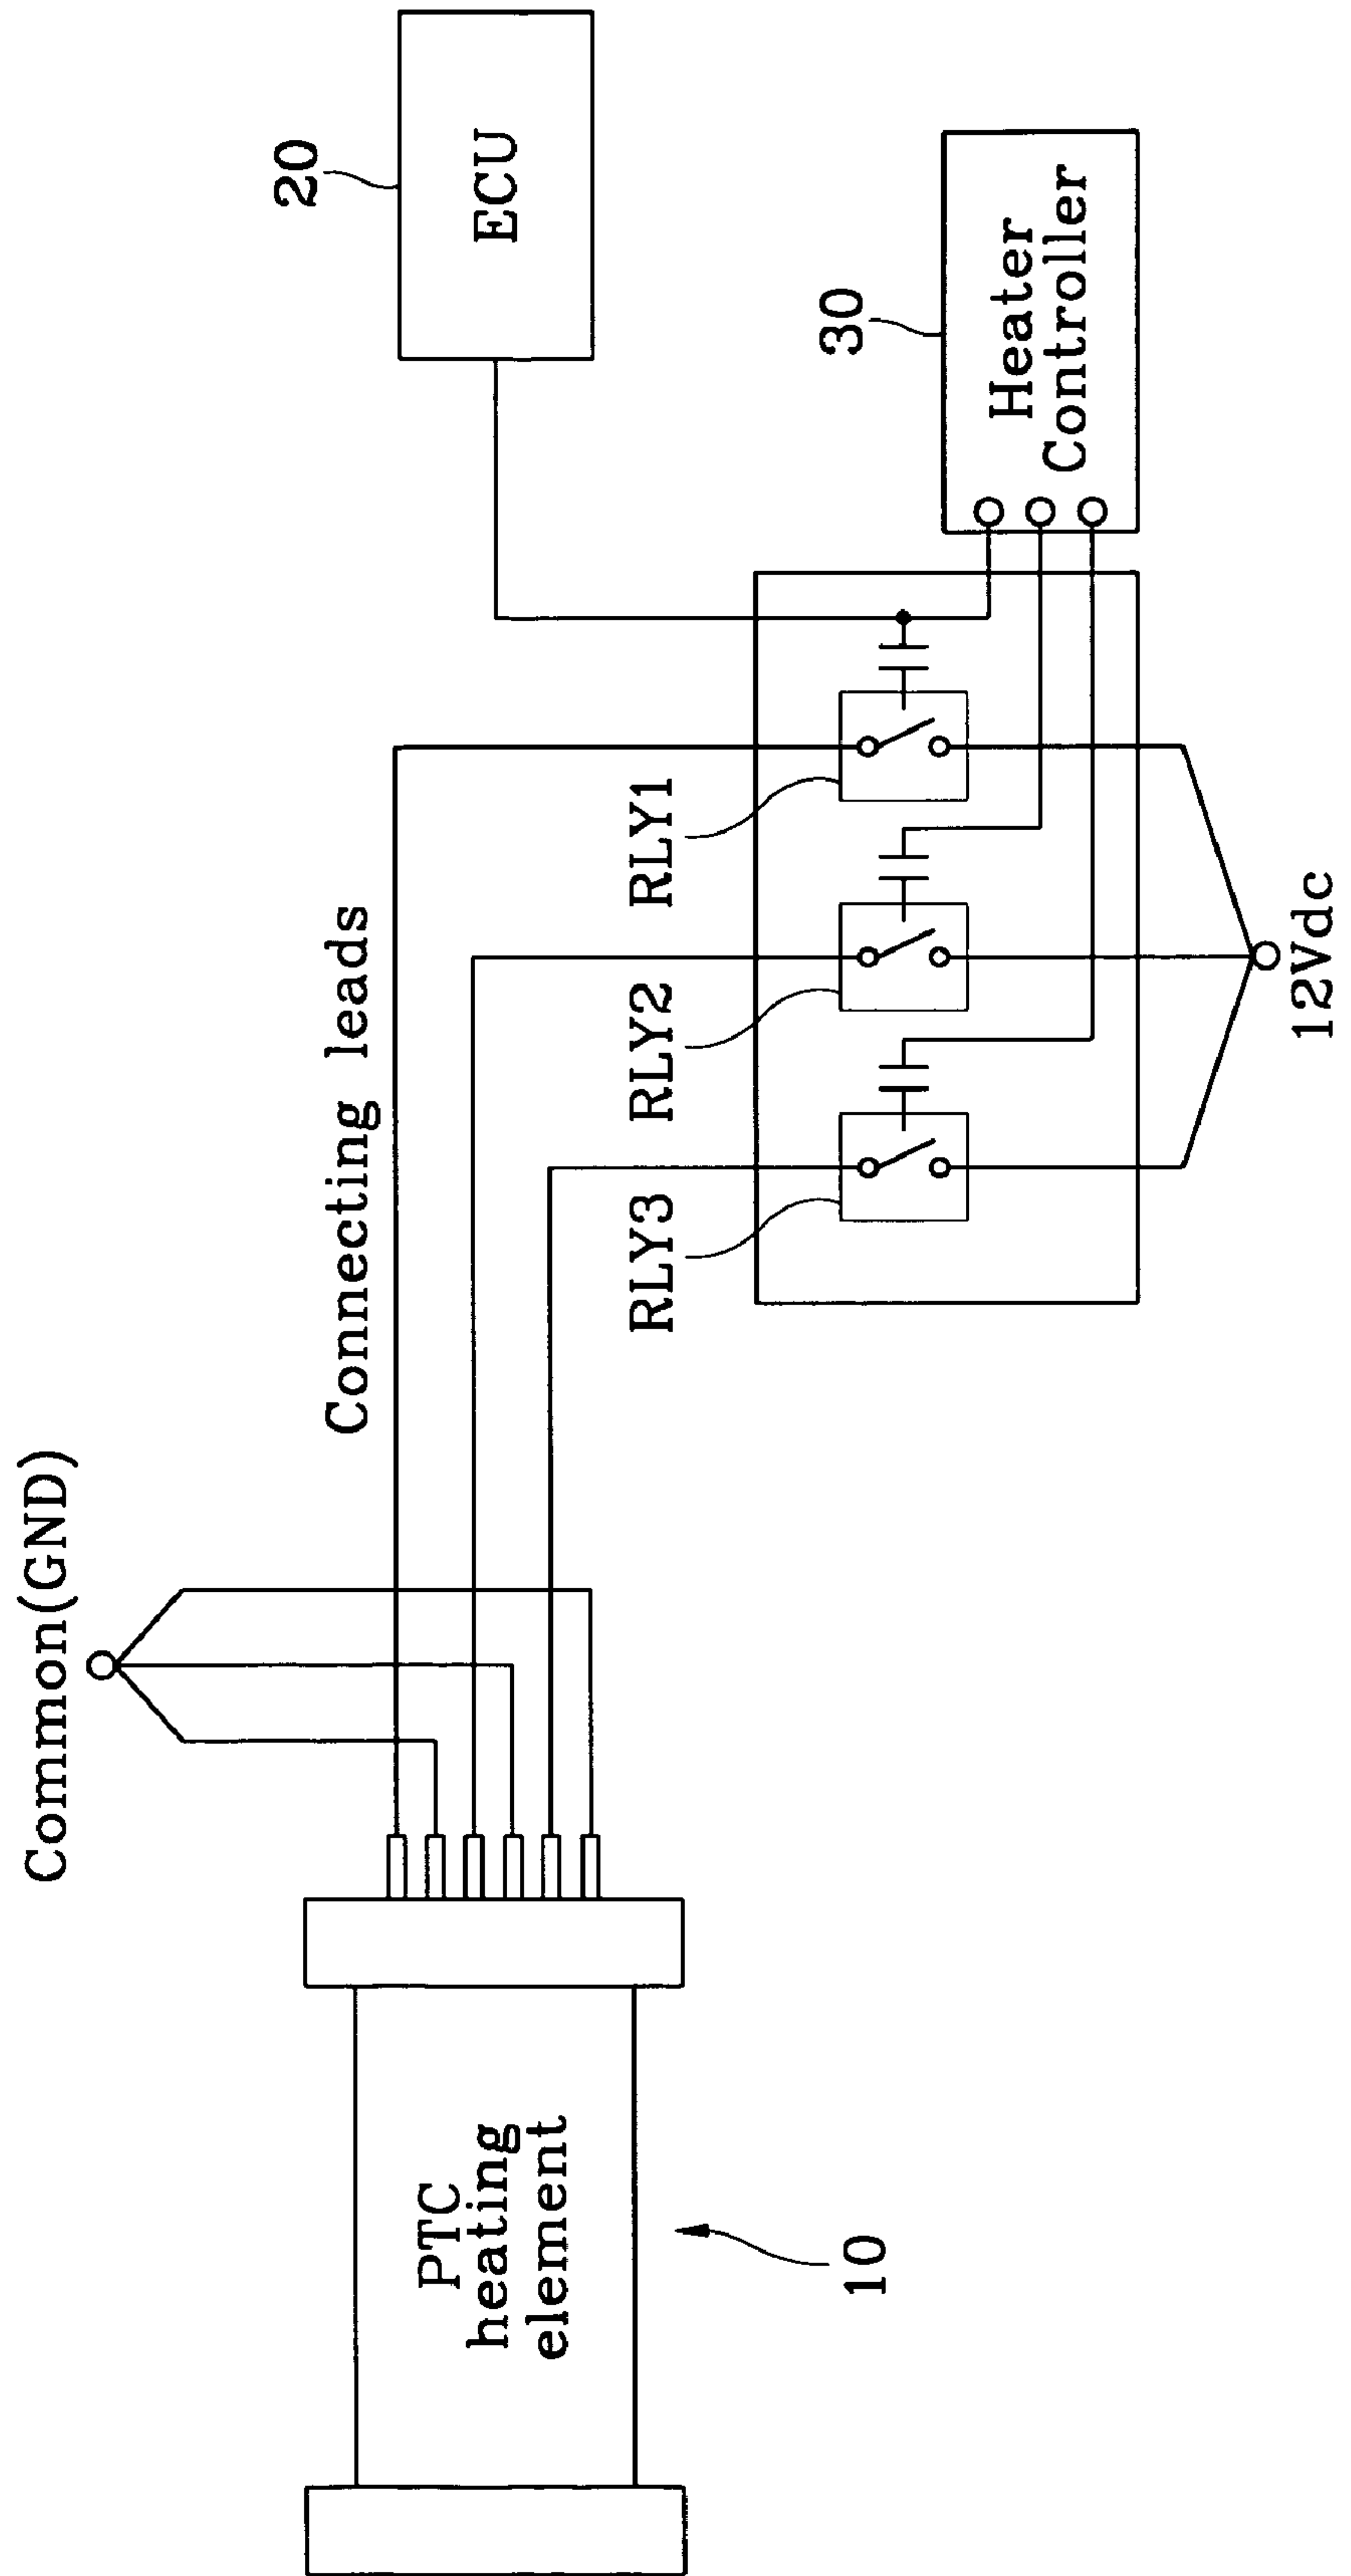 Common(GND)
Connecting leads
20
ECU
PTC
heating
element
10
RLY3
RLY2
RLY1
30
Heater
Controller
12Vdc